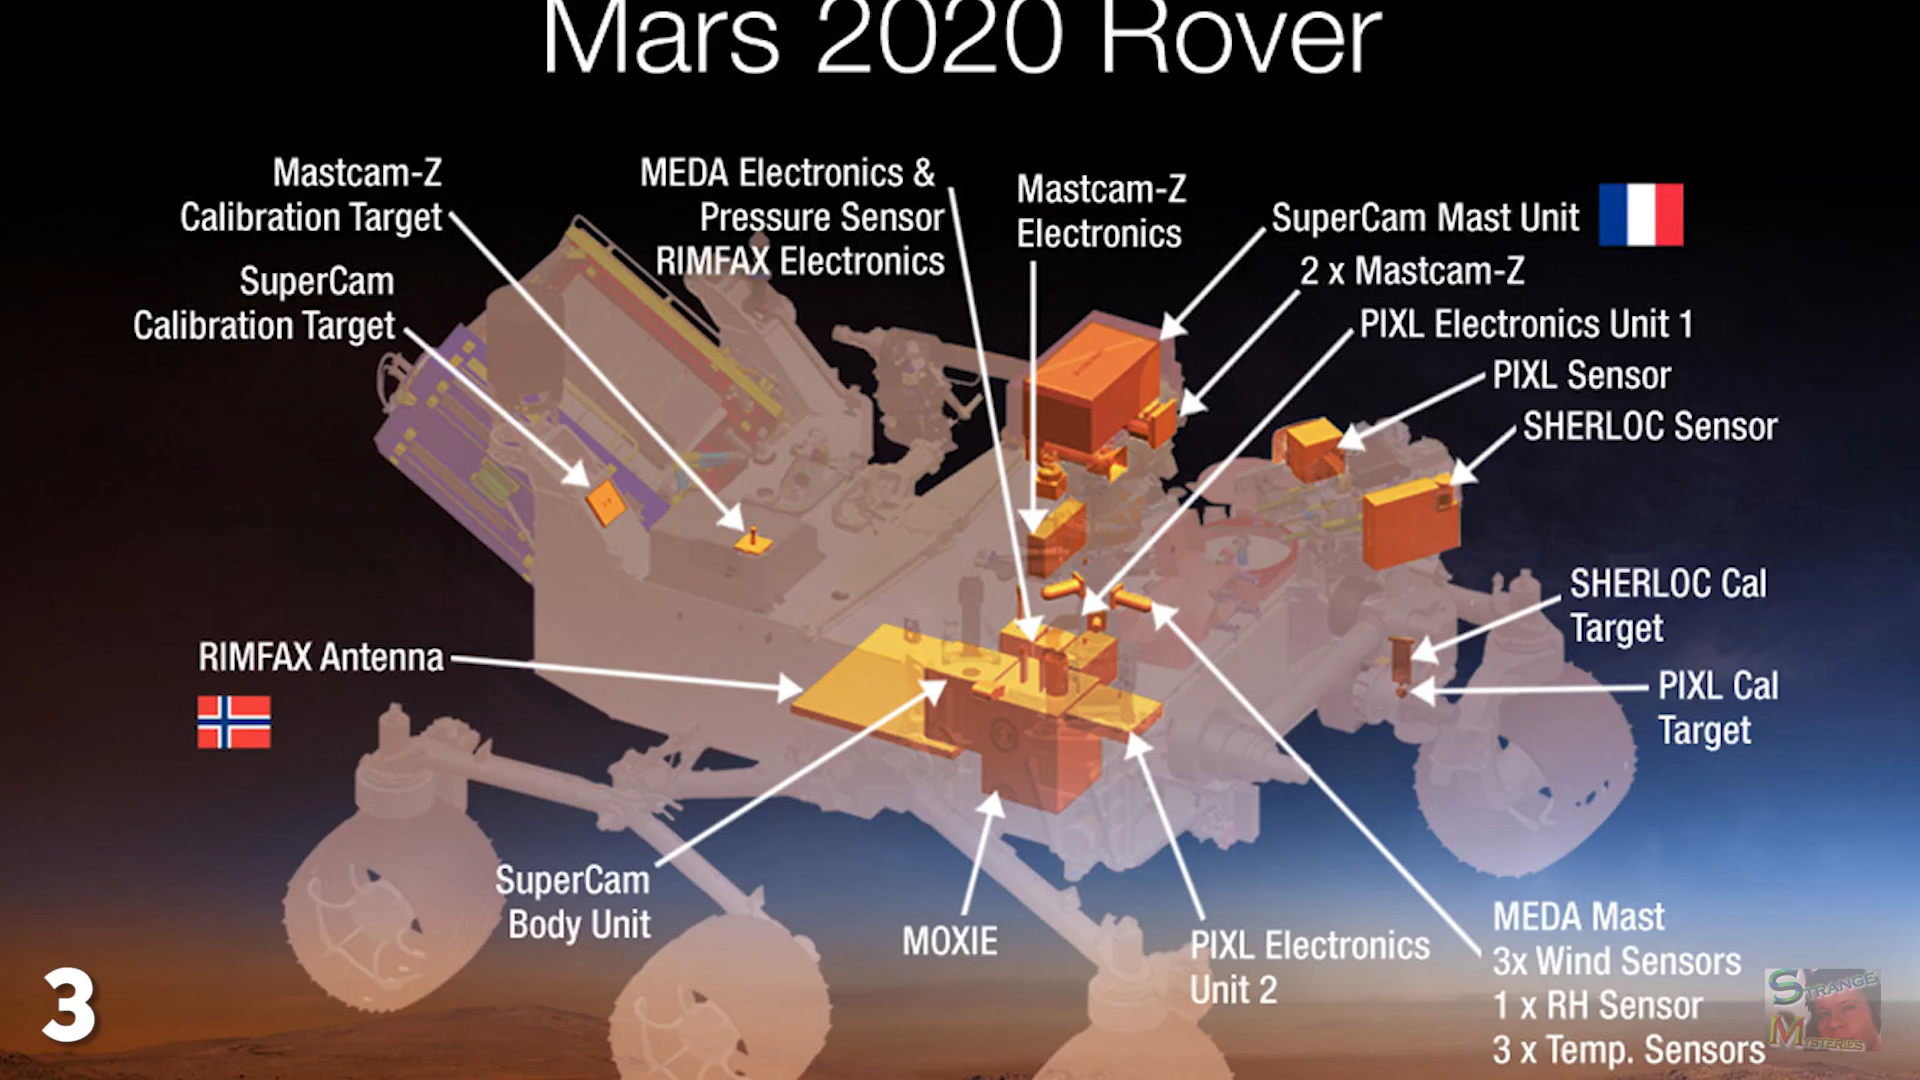 Mars 2020 Rover
Mastcam-Z
Calibration Target
SuperCam
Calibration Target
MEDA Electronics &
Pressure Sensor
RIMFAX Electronics
Mastcam-Z
Electronics
SuperCam Mast Unit
2 x Mastcam-Z
PIXL Electronics Unit 1
PIXL Sensor
SHERLOC Sensor
SHERLOC Cal
Target
PIXL Cal
Target
RIMFAX Antenna
SuperCam
Body Unit
MOXIE
PIXL Electronics
Unit 2
MEDA Mast
3x Wind Sensors
1 x RH Sensor
3 x Temp. Sensors
3
STRANGE
MYSTERIES